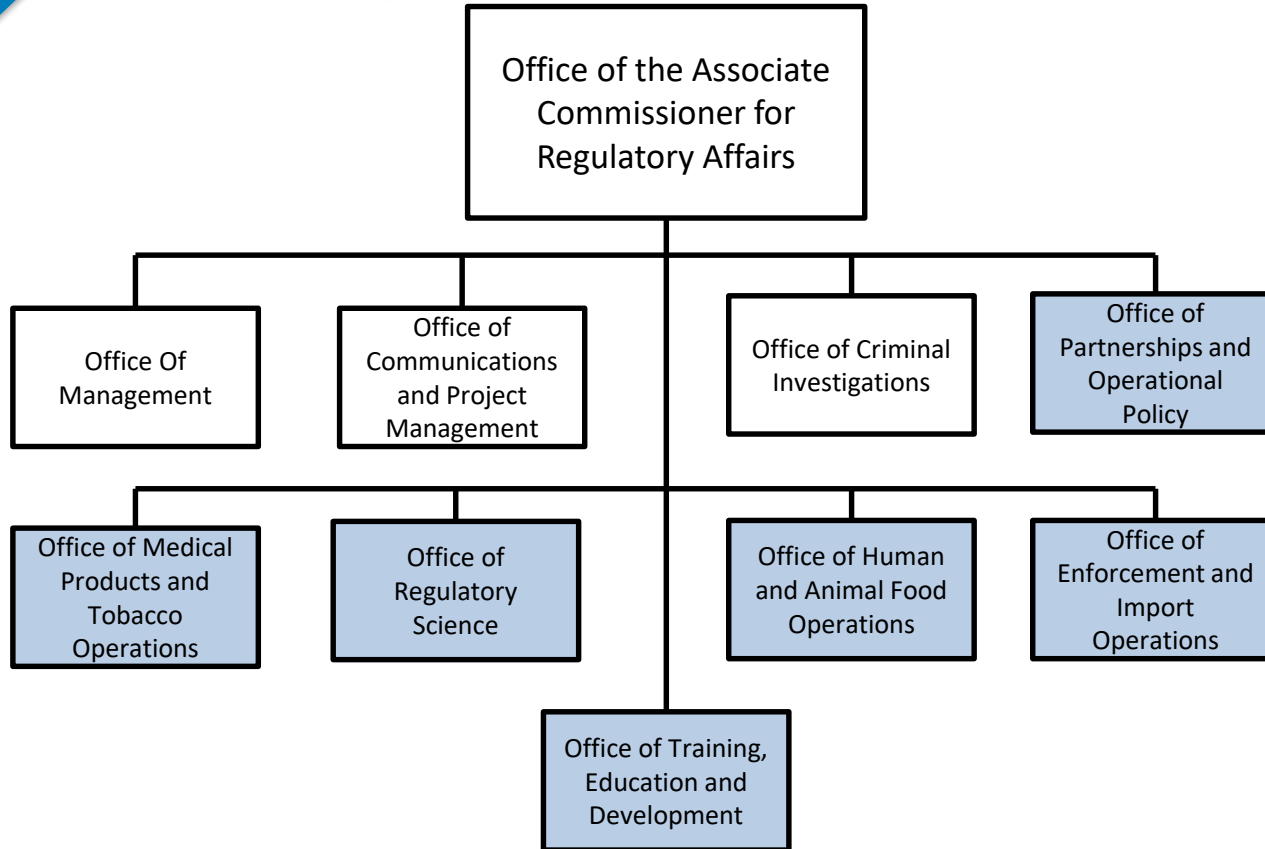 Office of the Associate
Commissioner for
Regulatory Affairs
Office Of
Management
Office of
Communications
and Project
Management
Office of Criminal
Investigations
Office of
Partnerships and
Operational
Policy
Office of Medical
Products and
Tobacco
Operations
Office of
Regulatory
Science
Office of Human
and Animal Food
Operations
Office of
Enforcement and
Import
Operations
Office of Training,
Education and
Development